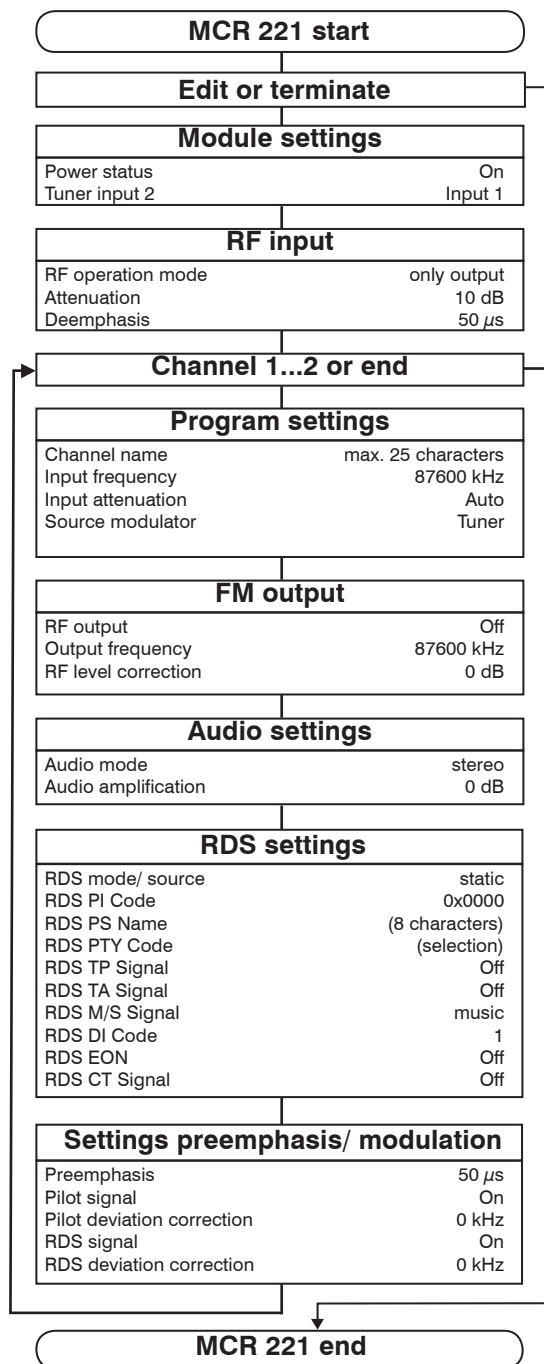 MCR 221 start
Edit or terminate
Module settings
Power status On
Tuner input 2 Input 1
RF input
RF operation mode only output
Attenuation 10 dB
Deemphasis 50 µs
Channel 1...2 or end
Program settings
Channel name max. 25 characters
Input frequency 87600 kHz
Input attenuation Auto
Source modulator Tuner
FM output
RF output Off
Output frequency 87600 kHz
RF level correction 0 dB
Audio settings
Audio mode stereo
Audio amplification 0 dB
RDS settings
RDS mode/ source static
RDS PI Code 0x0000
RDS PS Name (8 characters)
RDS PTY Code (selection)
RDS TP Signal Off
RDS TA Signal Off
RDS M/S Signal music
RDS DI Code 1
RDS EON Off
RDS CT Signal Off
Settings preemphasis/ modulation
Preemphasis 50 µs
Pilot signal On
Pilot deviation correction 0 kHz
RDS signal On
RDS deviation correction 0 kHz
MCR 221 end